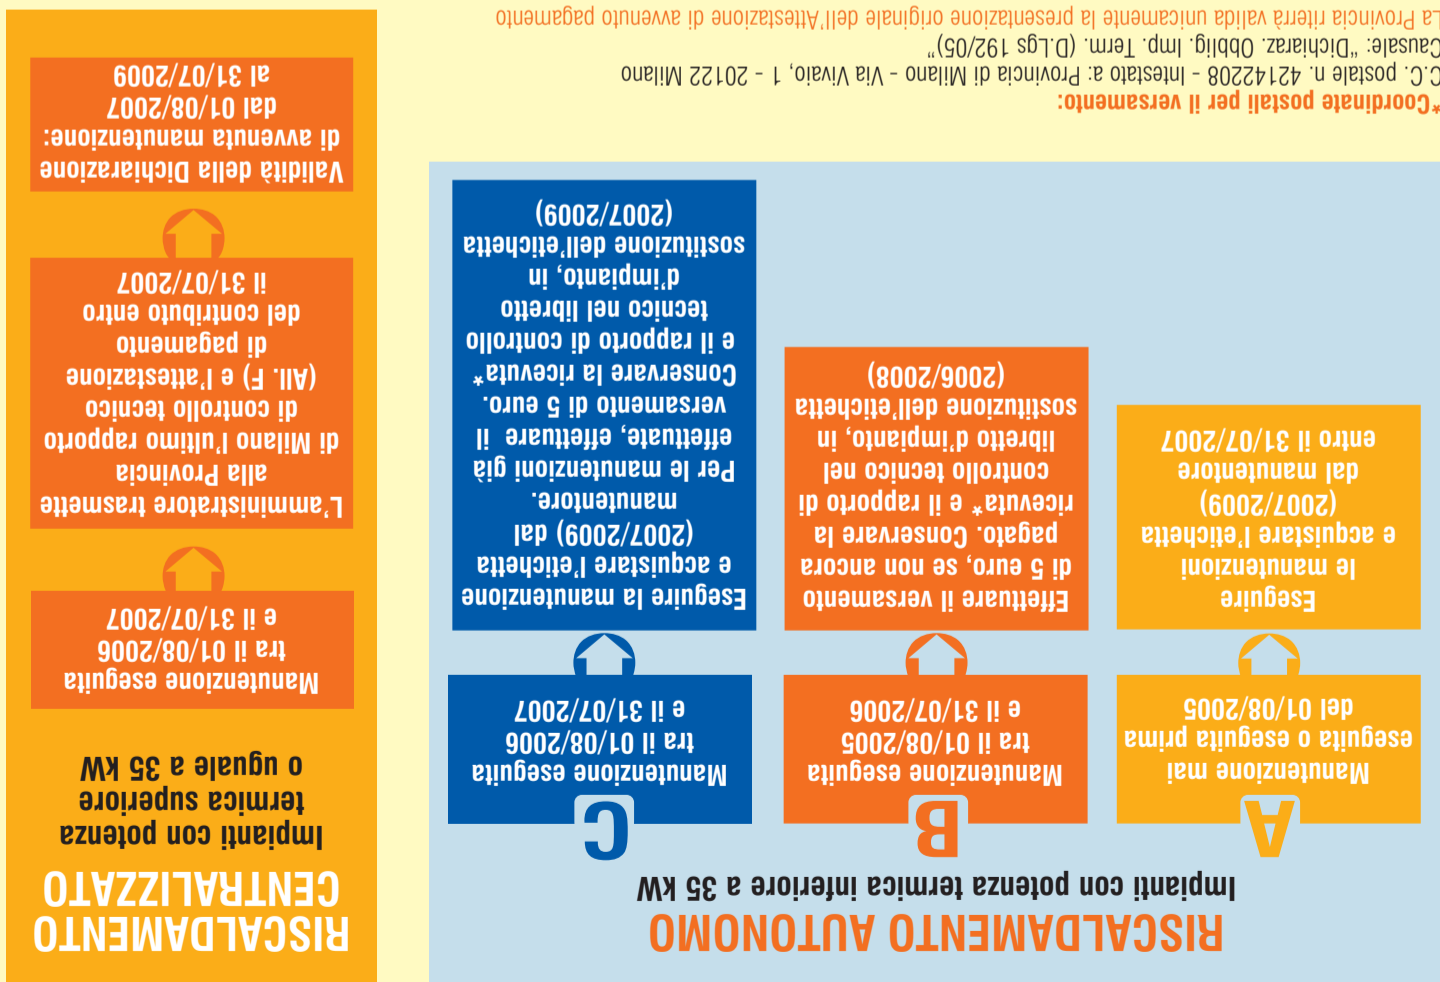 RISCALDAMENTO AUTONOMO
Impianti con potenza termica inferiore a 35 kW
A
Manutenzione mai
eseguita o eseguita prima
del 01/08/2005
Eseguire
le manutenzioni
e acquistare l'etichetta
(2007/2009)
dal manutentore
entro il 31/07/2007
B
Manutenzione eseguita
tra il 01/08/2005
e il 31/07/2006
Effettuare il versamento
di 5 euro, se non ancora
pagato. Conservare la
ricevuta* e il rapporto di
controllo tecnico nel
libretto d'impianto, in
sostituzione dell'etichetta
(2006/2008)
C
Manutenzione eseguita
tra il 01/08/2006
e il 31/07/2007
Eseguire la manutenzione
e acquistare l'etichetta
(2007/2009) dal
manutentore.
Per le manutenzioni già
effettuate, effettuare il
versamento di 5 euro.
Conservare la ricevuta*
e il rapporto di controllo
tecnico nel libretto
d'impianto, in
sostituzione dell'etichetta
(2007/2009)
*Coordinate postali per il versamento:
C.C. postale n. 42142208 - Intestato a: Provincia di Milano - Via Vivaio, 1 - 20122 Milano
Causale: "Dichiaraz. Obblig. Imp. Term. (D.Lgs 192/05)"
La Provincia riterrà valida unicamente la presentazione originale dell'Attestazione di avvenuto pagamento
RISCALDAMENTO
CENTRALIZZATO
Impianti con potenza
termica superiore
o uguale a 35 kW
Manutenzione eseguita
tra il 01/08/2006
e il 31/07/2007
L'amministratore trasmette
alla Provincia
di Milano l'ultimo rapporto
di controllo tecnico
(All. F) e l'attestazione
di pagamento
del contributo entro
il 31/07/2007
Validità della Dichiarazione
di avvenuta manutenzione:
dal 01/08/2007
al 31/07/2009